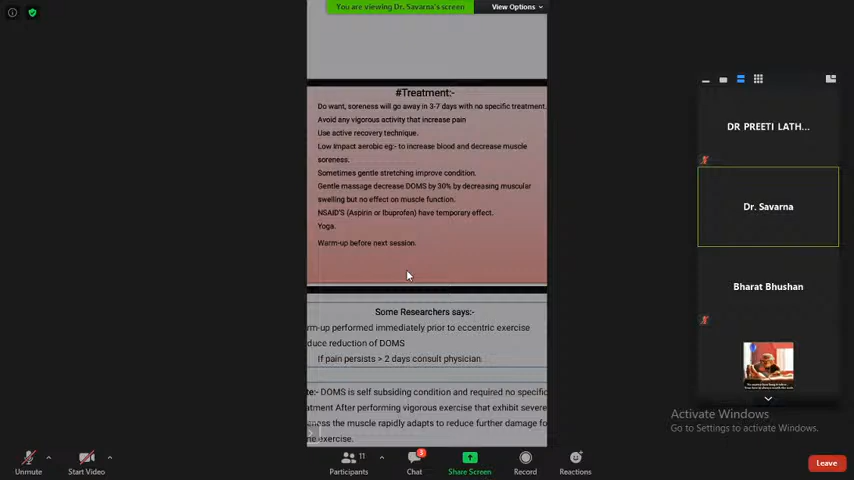 You are viewing Dr. Savarna's screen
View Options
#Treatment:-
Do want, soreness will go away in 3-7 days with no specific treatment.
Avoid any vigorous activity that increase pain
Use active recovery technique.
Low Impact aerobic eg:- to increase blood and decrease muscle
soreness.
Sometimes gentle stretching improve condition.
Gentle massage decrease DOMS by 30% by decreasing muscular
swelling but no effect on muscle function.
NSAID'S (Aspirin or Ibuprofen) have temporary effect.
Yoga.
Warm-up before next session.
Some Researchers says:-
rm-up performed immediately prior to eccentric exercise
duce reduction of DOMS
If pain persists > 2 days consult physician
te:- DOMS is self subsiding condition and required no specific
atment After performing vigorous exercise that exhibit severe
ness the muscle rapidly adapts to reduce further damage fo
ne exercise.
DR PREETI LATH...
Dr. Savarna
Bharat Bhushan
Activate Windows
Go to Settings to activate Windows.
Unmute
Start Video
Participants
11
Chat
3
Share Screen
Record
Reactions
Leave